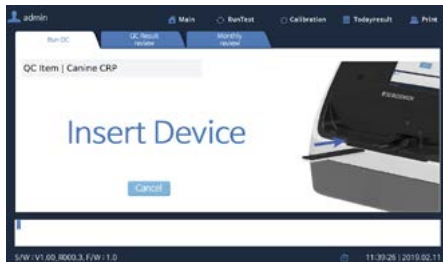 admin
Main
RunTest
Calibration
Todayresult
Print
Run QC
QC Result
review
Monthly
review
QC Item | Canine CRP
Insert Device
Cancel
S/W : V1.00_R000.3, F/W : 1.0
11:39:26 | 2019.02.11